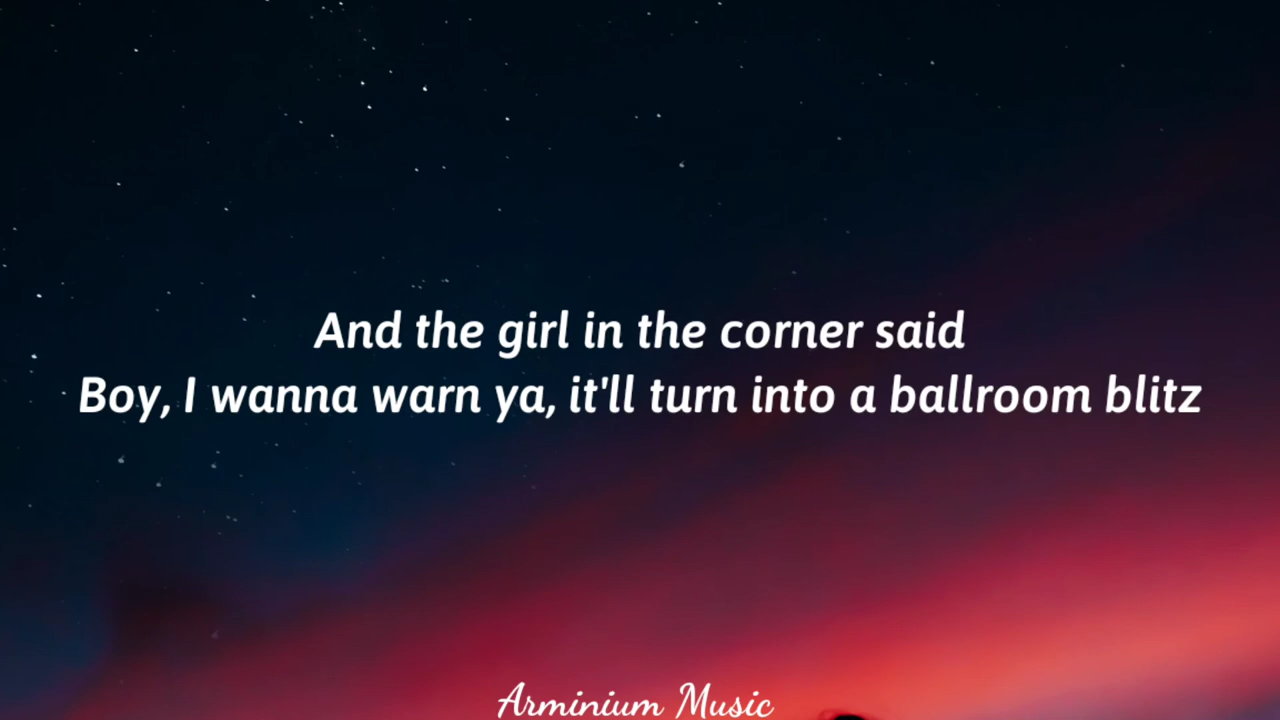 And the girl in the corner said
Boy, I wanna warn ya, it'll turn into a ballroom blitz
Arminium Music